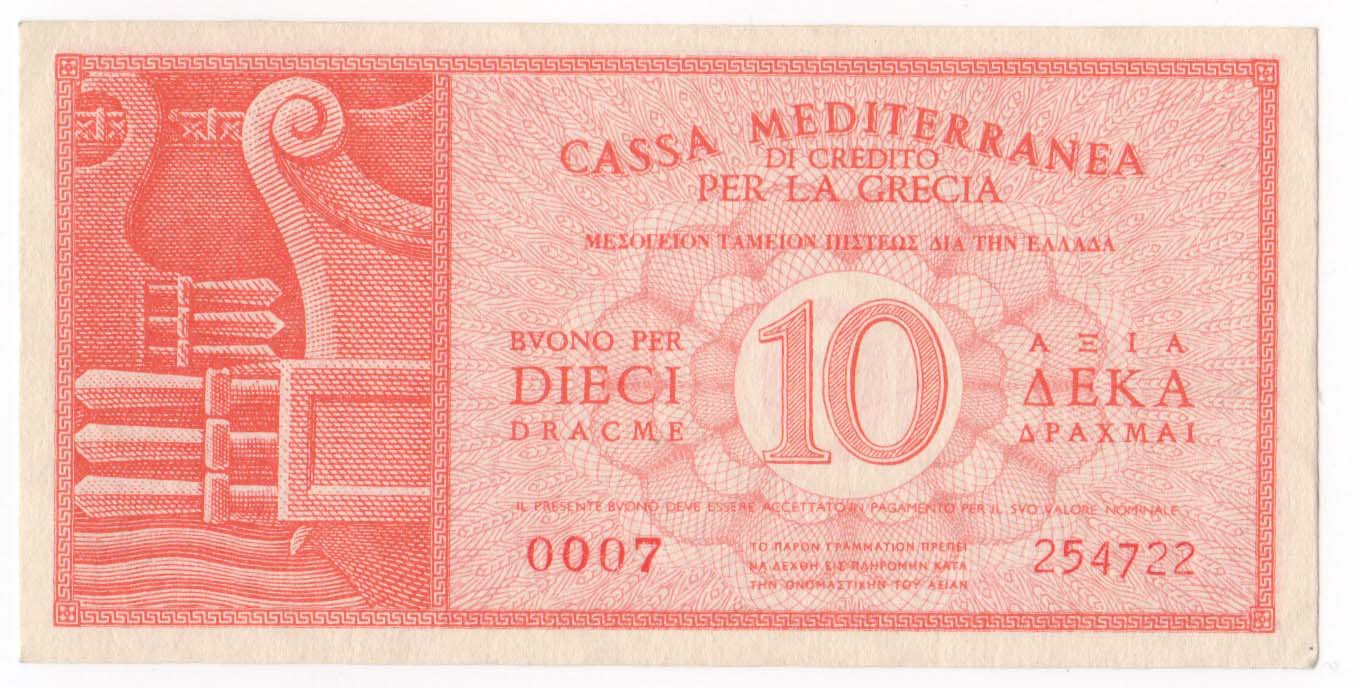 CASSA MEDITERRANEA
DI CREDITO
PER LA GRECIA
ΜΕΣΟΓΕΙΟΝ ΤΑΜΕΙΟΝ ΠΙΣΤΕΩΣ ΔΙΑ ΤΗΝ ΕΛΛΑΔΑ
BVONO PER
DIECI
DRACME
10
ΑΞΙΑ
ΔΕΚΑ
ΔΡΑΧΜΑΙ
IL PRESENTE BVONO DEVE ESSERE ACCETTATO IN PAGAMENTO PER IL SVO VALORE NOMINALE
0007
ΤΟ ΠΑΡΟΝ ΓΡΑΜΜΑΤΙΟΝ ΠΡΕΠΕΙ
ΝΑ ΔΕΧΘΗ ΕΙΣ ΠΛΗΡΟΜΗΝ ΚΑΤΑ
ΤΗΝ ΟΝΟΜΑΣΤΙΚΗΝ ΤΟΥ ΑΞΙΑΝ
254722